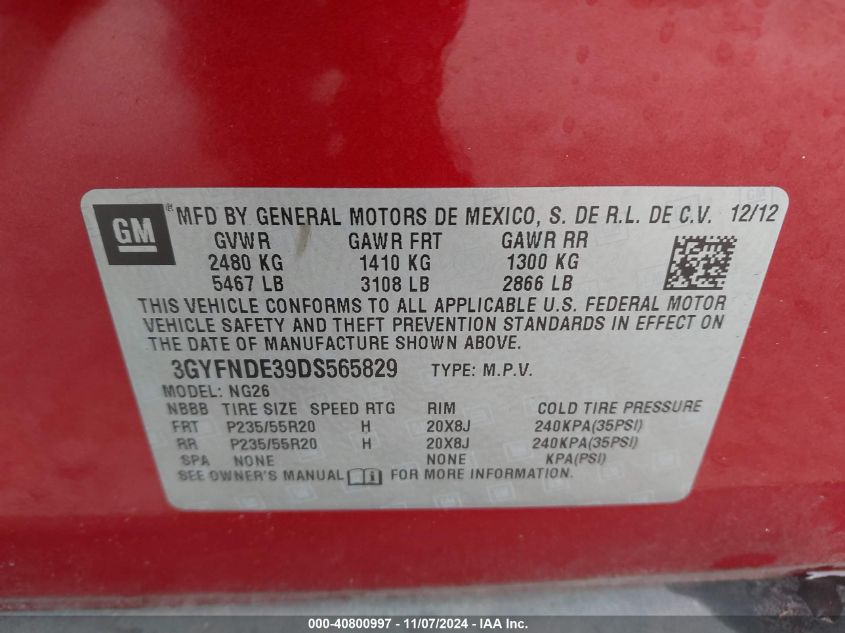 GM
MFD BY GENERAL MOTORS DE MEXICO, S. DE R.L. DE C.V. 12/12
GVWR GAWR FRT GAWR RR
2480 KG 1410 KG 1300 KG
5467 LB 3108 LB 2866 LB
THIS VEHICLE CONFORMS TO ALL APPLICABLE U.S. FEDERAL MOTOR
VEHICLE SAFETY AND THEFT PREVENTION STANDARDS IN EFFECT ON
THE DATE OF MANUFACTURE SHOWN ABOVE.
3GYFNDE39DS565829 TYPE: M.P.V.
MODEL: NG26
NBBB TIRE SIZE SPEED RTG RIM COLD TIRE PRESSURE
FRT P235/55R20 H 20X8J 240KPA(35PSI)
RR P235/55R20 H 20X8J 240KPA(35PSI)
SPA NONE NONE KPA(PSI)
SEE OWNER'S MANUAL FOR MORE INFORMATION.
000-40800997 - 11/07/2024 - IAA Inc.